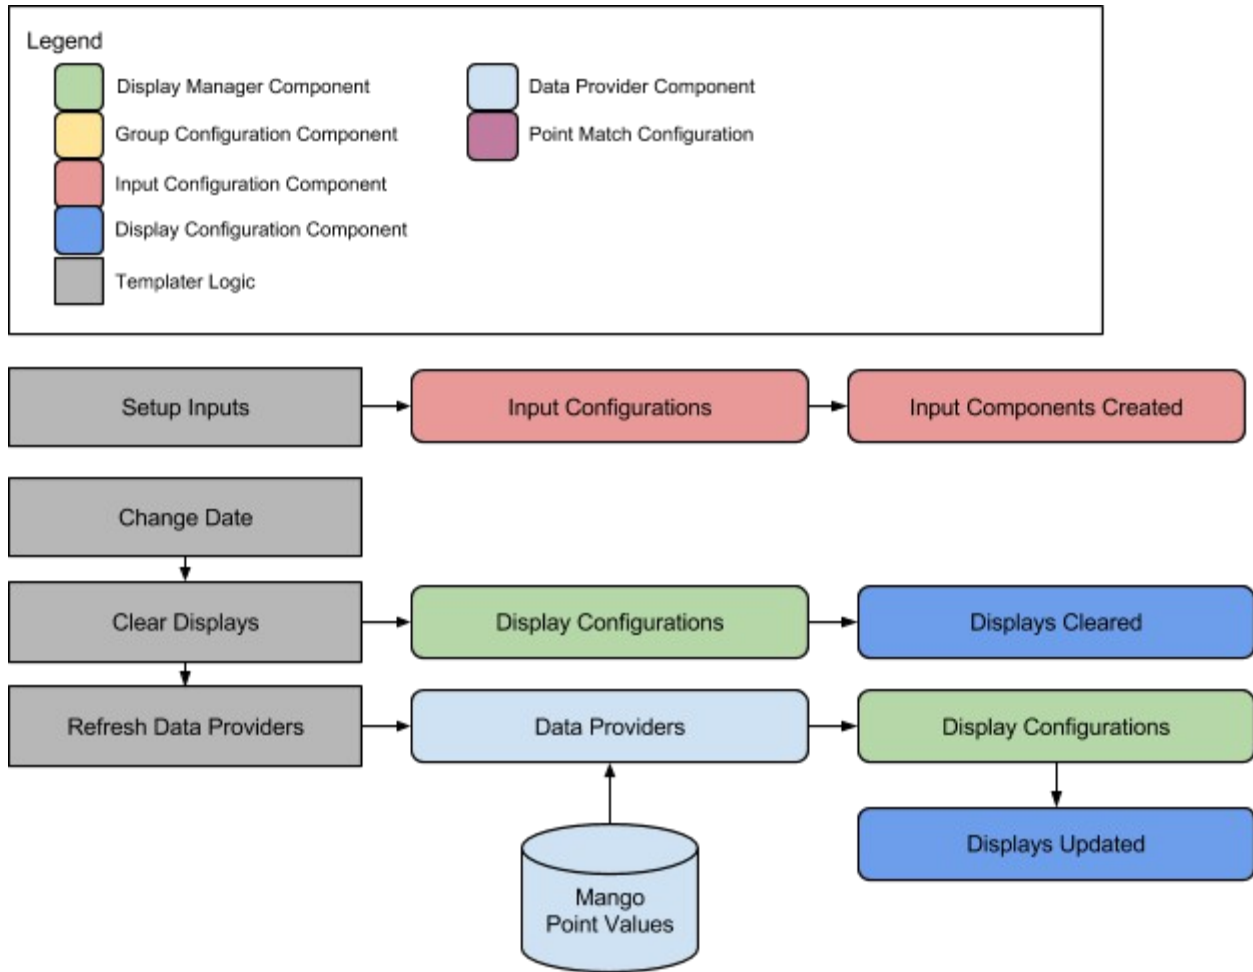 Legend
Display Manager Component
Data Provider Component
Group Configuration Component
Point Match Configuration
Input Configuration Component
Display Configuration Component
Templater Logic
Setup Inputs
Input Configurations
Input Components Created
Change Date
Clear Displays
Display Configurations
Displays Cleared
Refresh Data Providers
Data Providers
Display Configurations
Displays Updated
Mango
Point Values